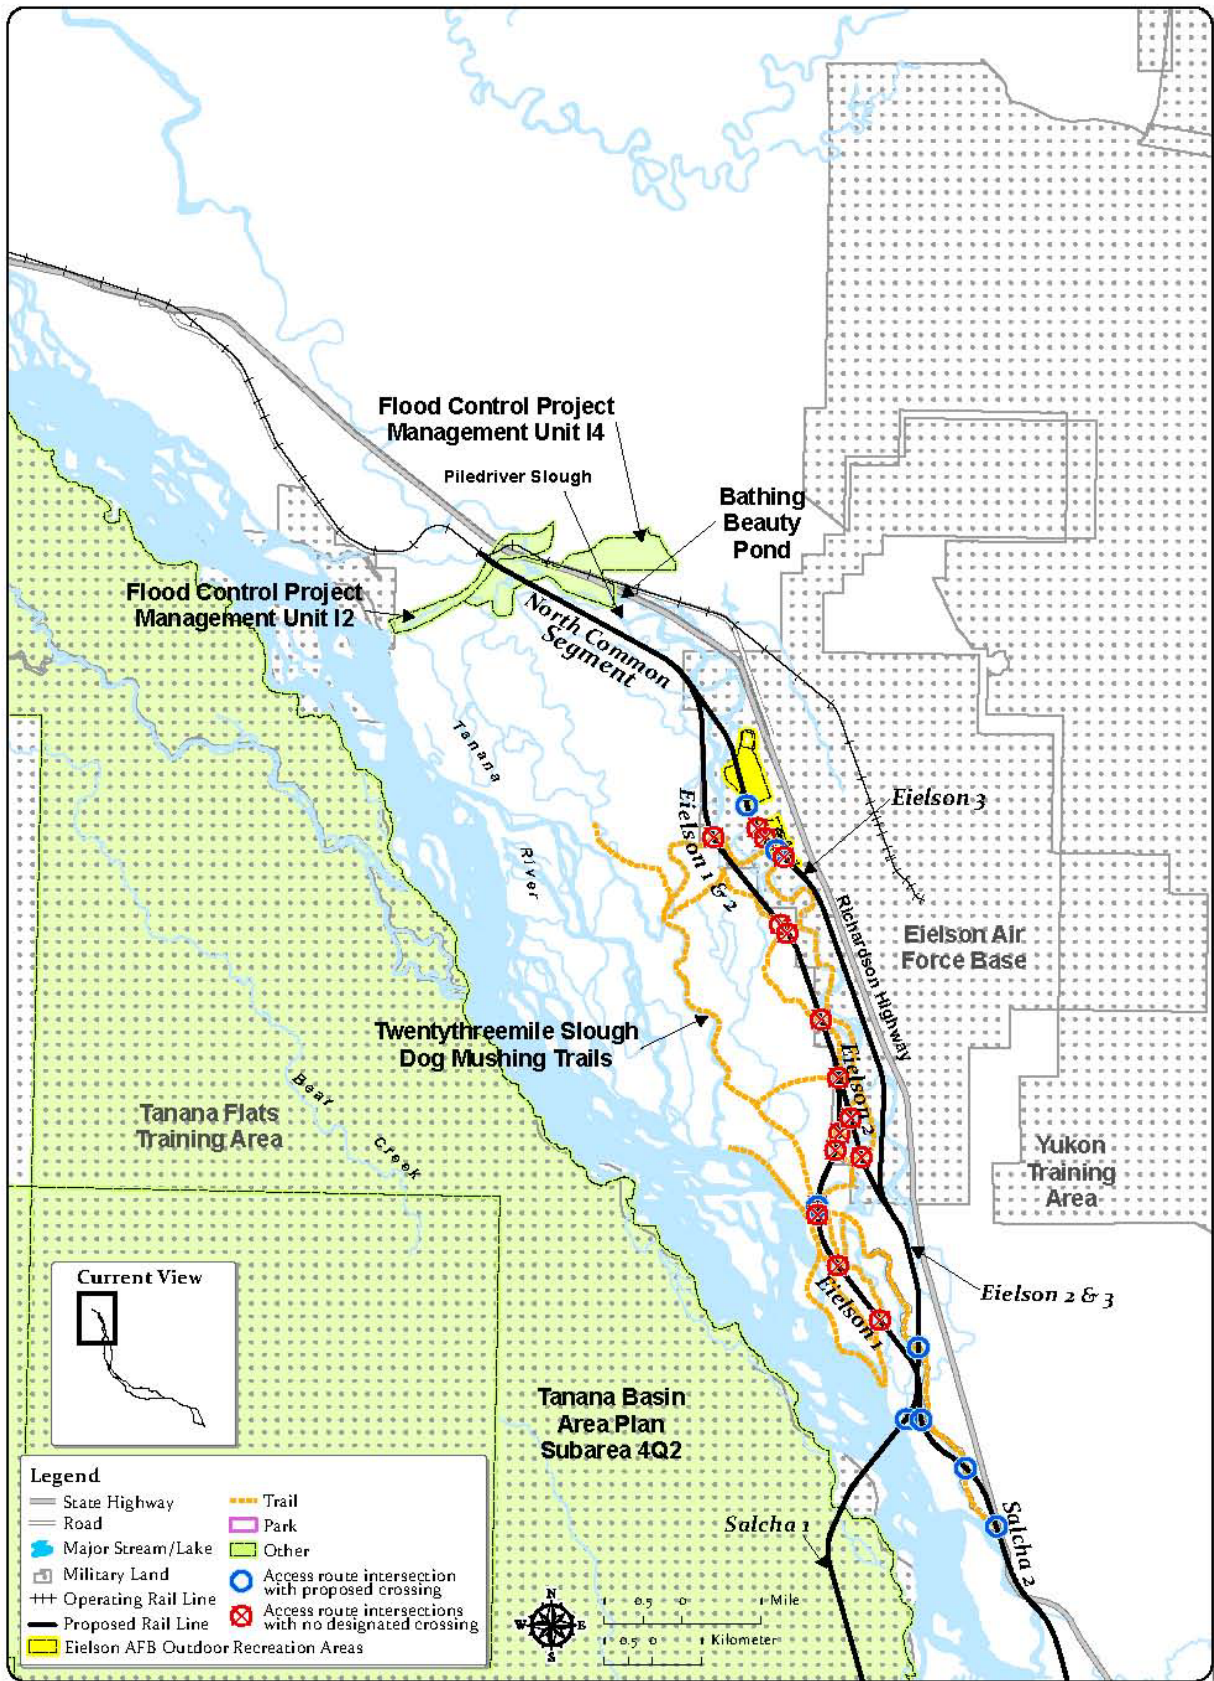 Flood Control Project
Management Unit I4
Piledriver Slough
Bathing
Beauty
Pond
Flood Control Project
Management Unit I2
North Common
Segment
Tanana
River
Eielson 3
Eielson 1 & 2
Richardson Highway
Eielson Air
Force Base
Twentythreemile Slough
Dog Mushing Trails
Eielson 2
Bear
Creek
Tanana Flats
Training Area
Yukon
Training
Area
Eielson 2 & 3
Eielson 1
Current View
Tanana Basin
Area Plan
Subarea 4Q2
Salcha 1
Salcha 2
Legend
State Highway
Road
Major Stream/Lake
Military Land
Operating Rail Line
Proposed Rail Line
Eielson AFB Outdoor Recreation Areas
Trail
Park
Other
Access route intersection
with proposed crossing
Access route intersections
with no designated crossing
N
W E
S
1 0.5 0 1 Mile
1 0.5 0 1 Kilometer